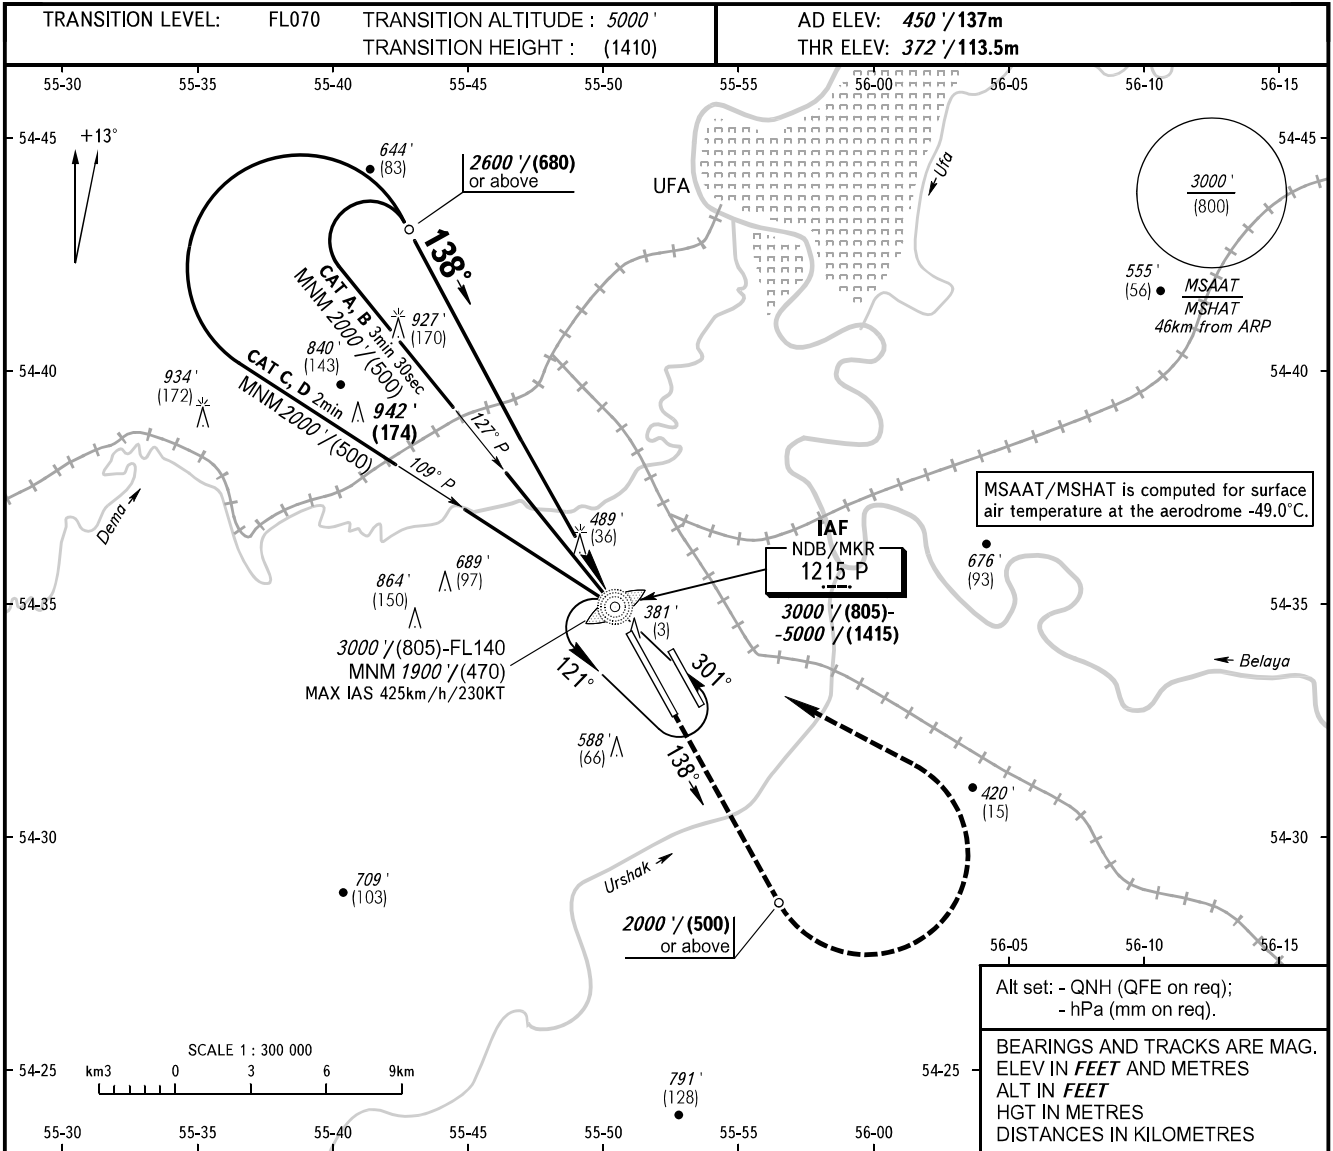 TRANSITION LEVEL: FL070 TRANSITION ALTITUDE : 5000 '
TRANSITION HEIGHT : (1410)
AD ELEV: 450 '/137m
THR ELEV: 372 '/113.5m
55-30 55-35 55-40 55-45 55-50 55-55 56-00 56-05 56-10 56-15
54-45 54-45
+13°
644 '
(83)
2600 '/(680)
or above
UFA
Ufa
3000 '
(800)
138°
555 '
(56)
MSAAT
MSHAT
46km from ARP
CAT A, B 3min 30sec
MNM 2000 '/(500)
927 '
(170)
840 '
(143)
CAT C, D 2min
MNM 2000 '/(500)
934 '
(172)
942 '
(174)
54-40 54-40
127° P
109° P
Dema
MSAAT/MSHAT is computed for surface
air temperature at the aerodrome -49.0°C.
489 '
(36)
IAF
NDB/MKR
1215 P
3000 '/(805)-
-5000 '/(1415)
676 '
(93)
689 '
(97)
864 '
(150)
54-35 54-35
381 '
(3)
3000 '/(805)-FL140
MNM 1900 '/(470)
MAX IAS 425km/h/230KT
121°
301°
Belaya
588 '
(66)
138°
420 '
(15)
54-30 54-30
Urshak
709 '
(103)
2000 '/(500)
or above
56-05 56-10 56-15
Alt set: - QNH (QFE on req);
- hPa (mm on req).
SCALE 1 : 300 000
km3 0 3 6 9km
54-25 54-25
791 '
(128)
BEARINGS AND TRACKS ARE MAG.
ELEV IN FEET AND METRES
ALT IN FEET
HGT IN METRES
DISTANCES IN KILOMETRES
55-30 55-35 55-40 55-45 55-50 55-55 56-00